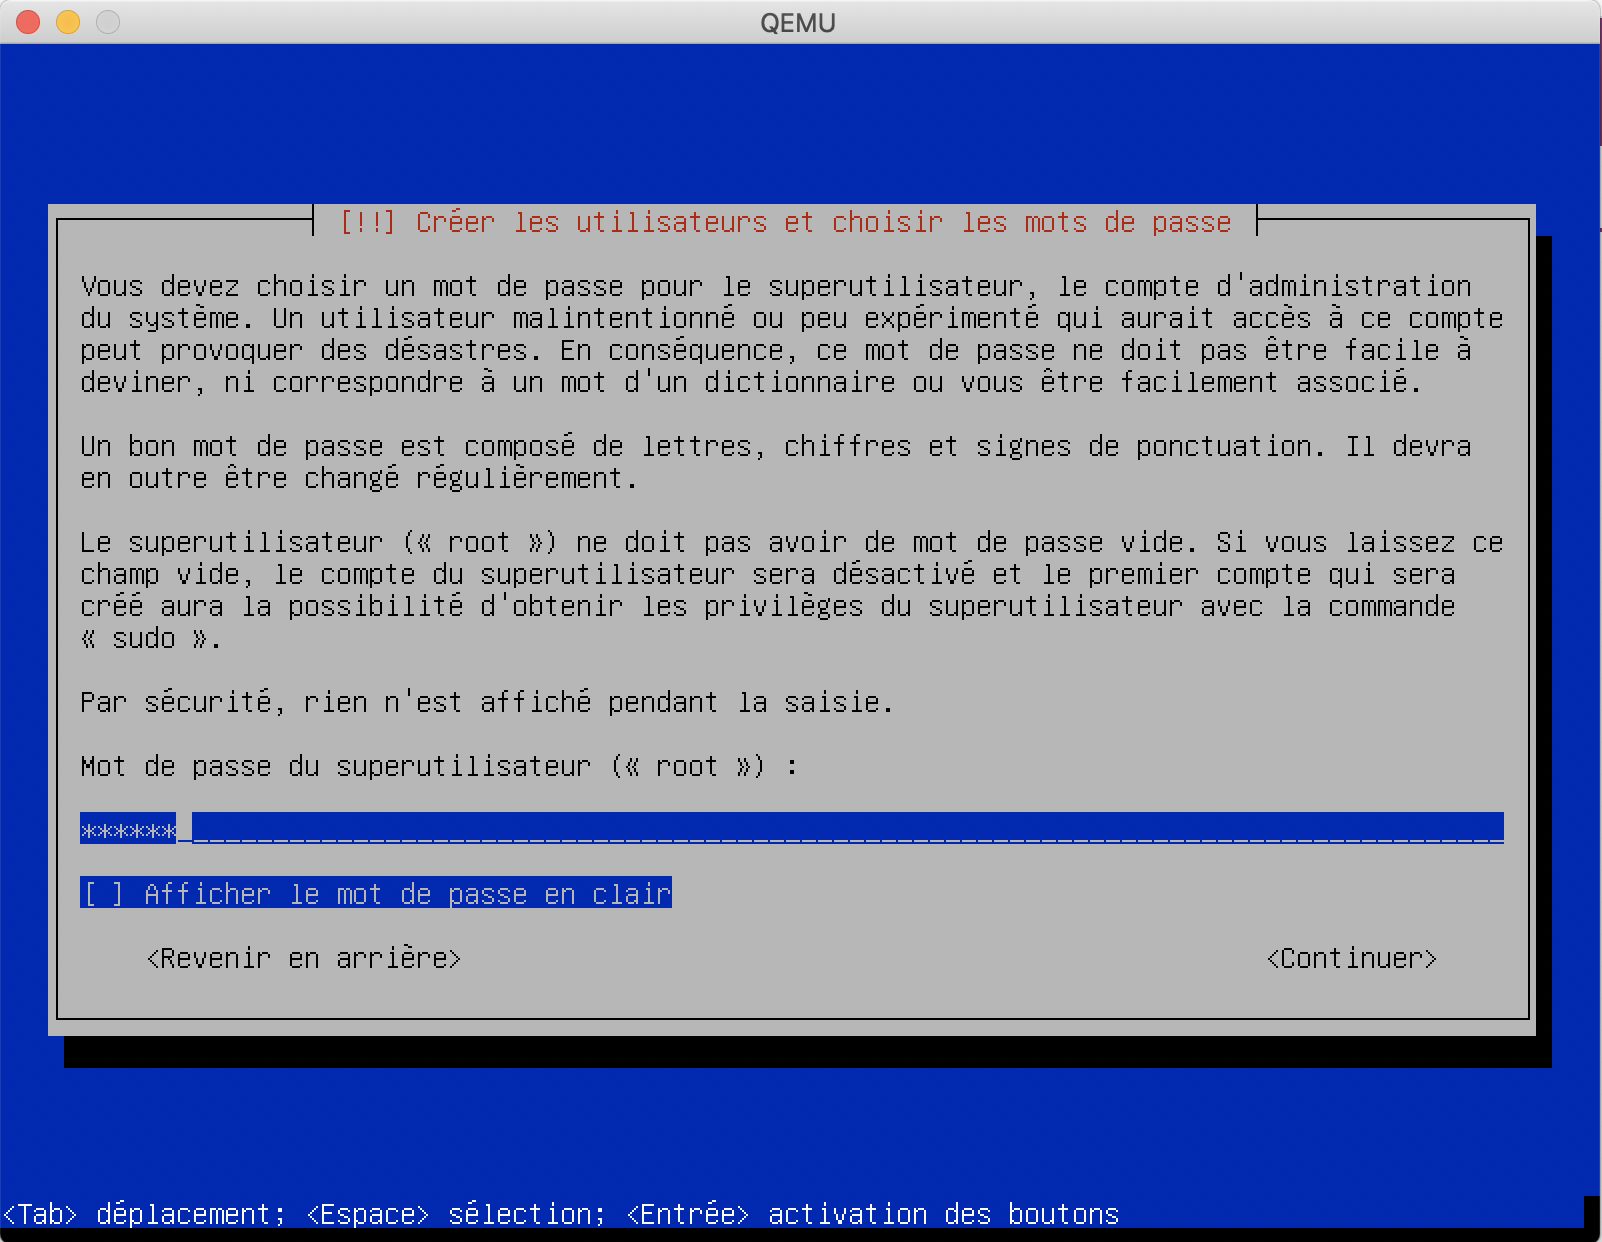 QEMU
[!!] Créer les utilisateurs et choisir les mots de passe
Vous devez choisir un mot de passe pour le superutilisateur, le compte d'administration
du système. Un utilisateur malintentionné ou peu expérimenté qui aurait accès à ce compte
peut provoquer des désastres. En conséquence, ce mot de passe ne doit pas être facile à
deviner, ni correspondre à un mot d'un dictionnaire ou vous être facilement associé.
Un bon mot de passe est composé de lettres, chiffres et signes de ponctuation. Il devra
en outre être changé régulièrement.
Le superutilisateur (« root ») ne doit pas avoir de mot de passe vide. Si vous laissez ce
champ vide, le compte du superutilisateur sera désactivé et le premier compte qui sera
créé aura la possibilité d'obtenir les privilèges du superutilisateur avec la commande
« sudo ».
Par sécurité, rien n'est affiché pendant la saisie.
Mot de passe du superutilisateur (« root ») :
******
[ ] Afficher le mot de passe en clair
<Revenir en arrière> <Continuer>
<Tab> déplacement; <Espace> sélection; <Entrée> activation des boutons